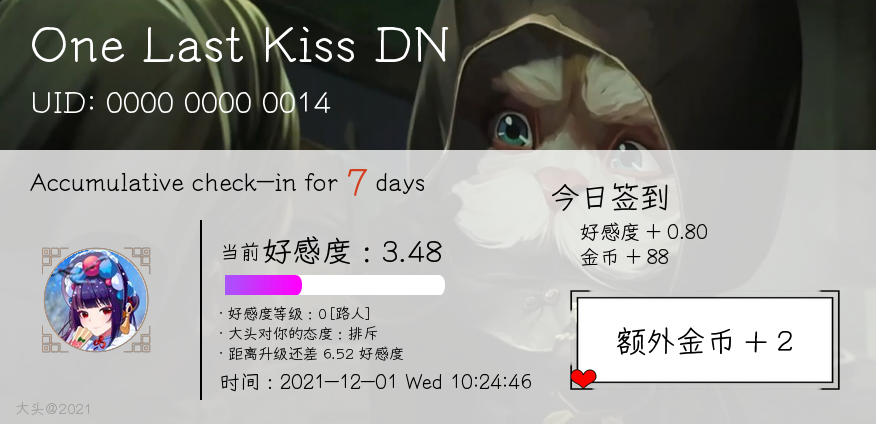 One Last Kiss DN
UID: 0000 0000 0014
Accumulative check-in for 7 days
当前好感度：3.48
· 好感度等级：0 [路人]
· 大头对你的态度：排斥
· 距离升级还差 6.52 好感度
时间：2021-12-01 Wed 10:24:46
今日签到
好感度 + 0.80
金币 + 88
额外金币 + 2
大头@2021